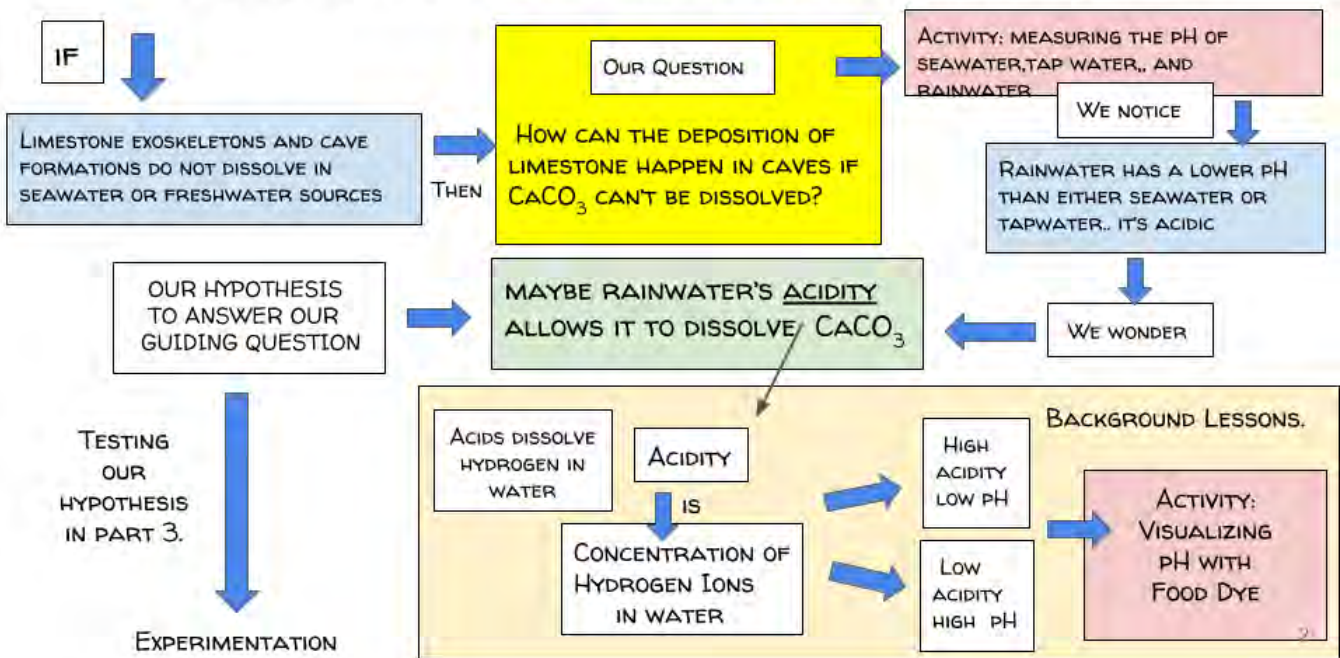 IF
LIMESTONE EXOSKELETONS AND CAVE
FORMATIONS DO NOT DISSOLVE IN
SEAWATER OR FRESHWATER SOURCES
THEN
OUR QUESTION
HOW CAN THE DEPOSITION OF
LIMESTONE HAPPEN IN CAVES IF
CaCO₃ CAN'T BE DISSOLVED?
ACTIVITY: MEASURING THE pH OF
SEAWATER,TAP WATER,, AND
RAINWATER
WE NOTICE
RAINWATER HAS A LOWER pH
THAN EITHER SEAWATER OR
TAPWATER.. IT'S ACIDIC
WE WONDER
MAYBE RAINWATER'S ACIDITY
ALLOWS IT TO DISSOLVE CaCO₃
OUR HYPOTHESIS
TO ANSWER OUR
GUIDING QUESTION
TESTING
OUR
HYPOTHESIS
IN PART 3.
EXPERIMENTATION
BACKGROUND LESSONS.
ACIDS DISSOLVE
HYDROGEN IN
WATER
ACIDITY
IS
CONCENTRATION OF
HYDROGEN IONS
IN WATER
HIGH
ACIDITY
LOW pH
LOW
ACIDITY
HIGH pH
ACTIVITY:
VISUALIZING
pH WITH
FOOD DYE